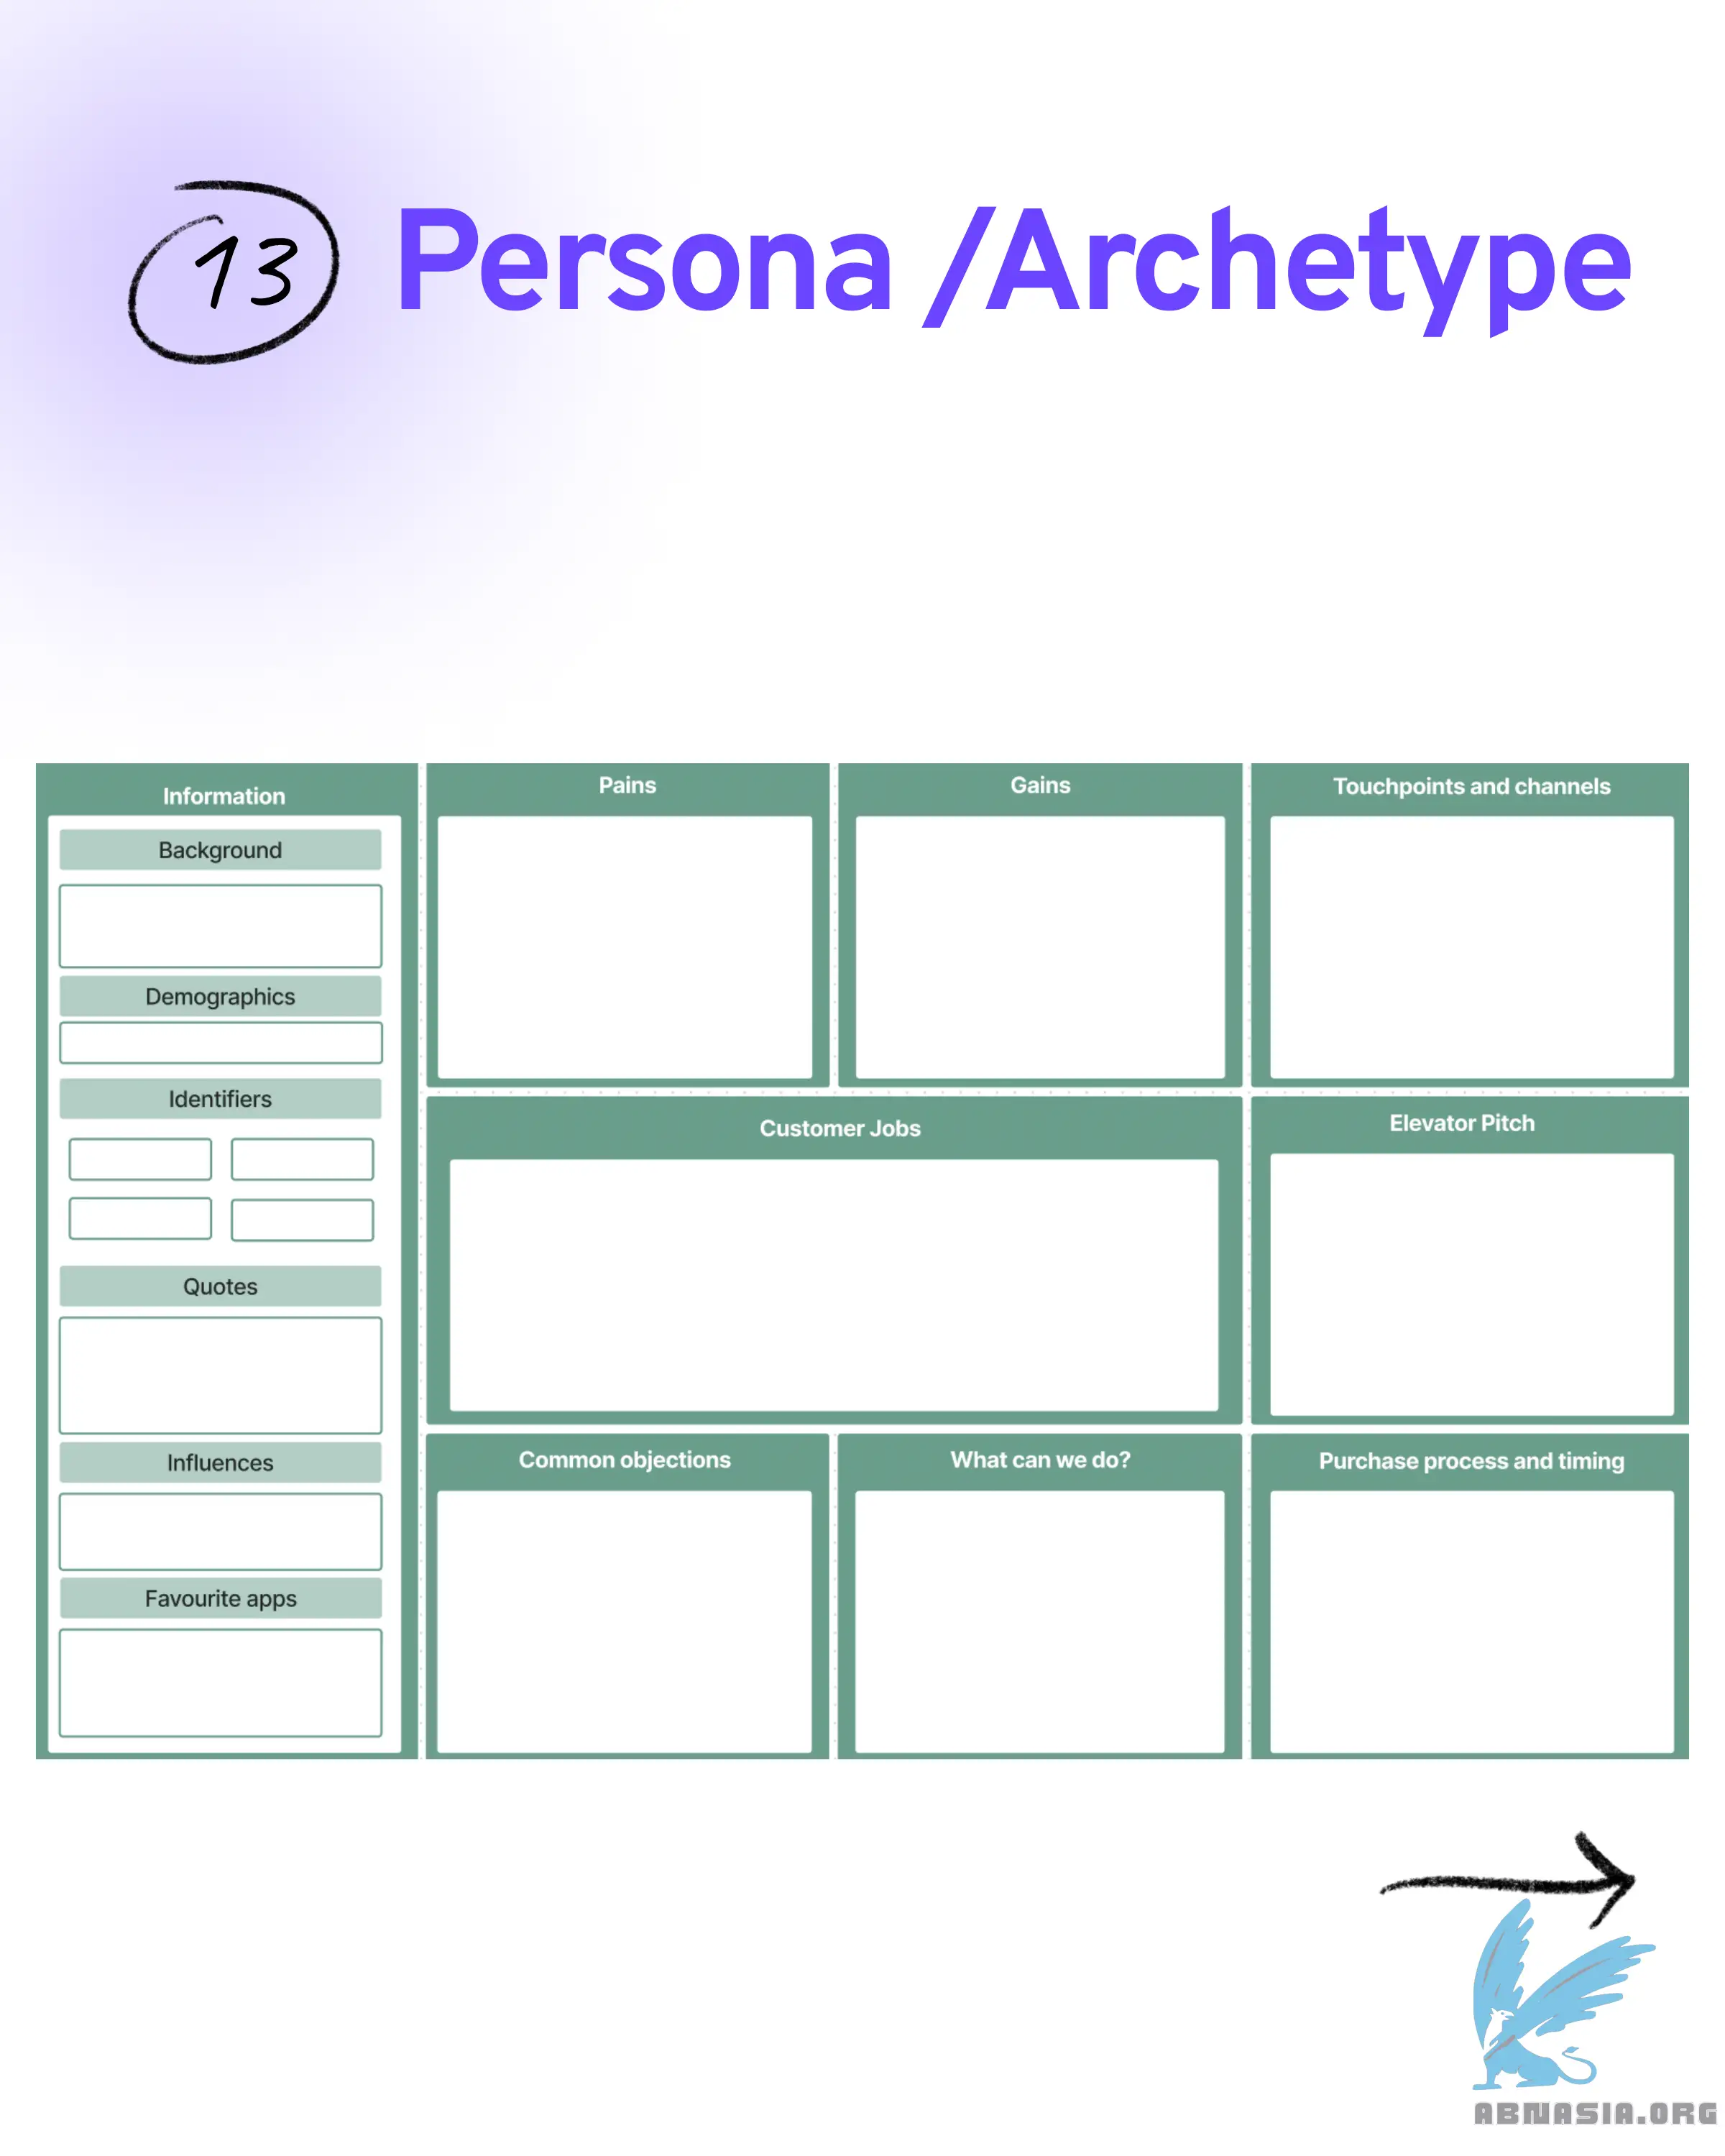 13 Persona /Archetype
Information
Background
Demographics
Identifiers
Quotes
Influences
Favourite apps
Pains
Gains
Touchpoints and channels
Customer Jobs
Elevator Pitch
Common objections
What can we do?
Purchase process and timing
ABNASIA.ORG